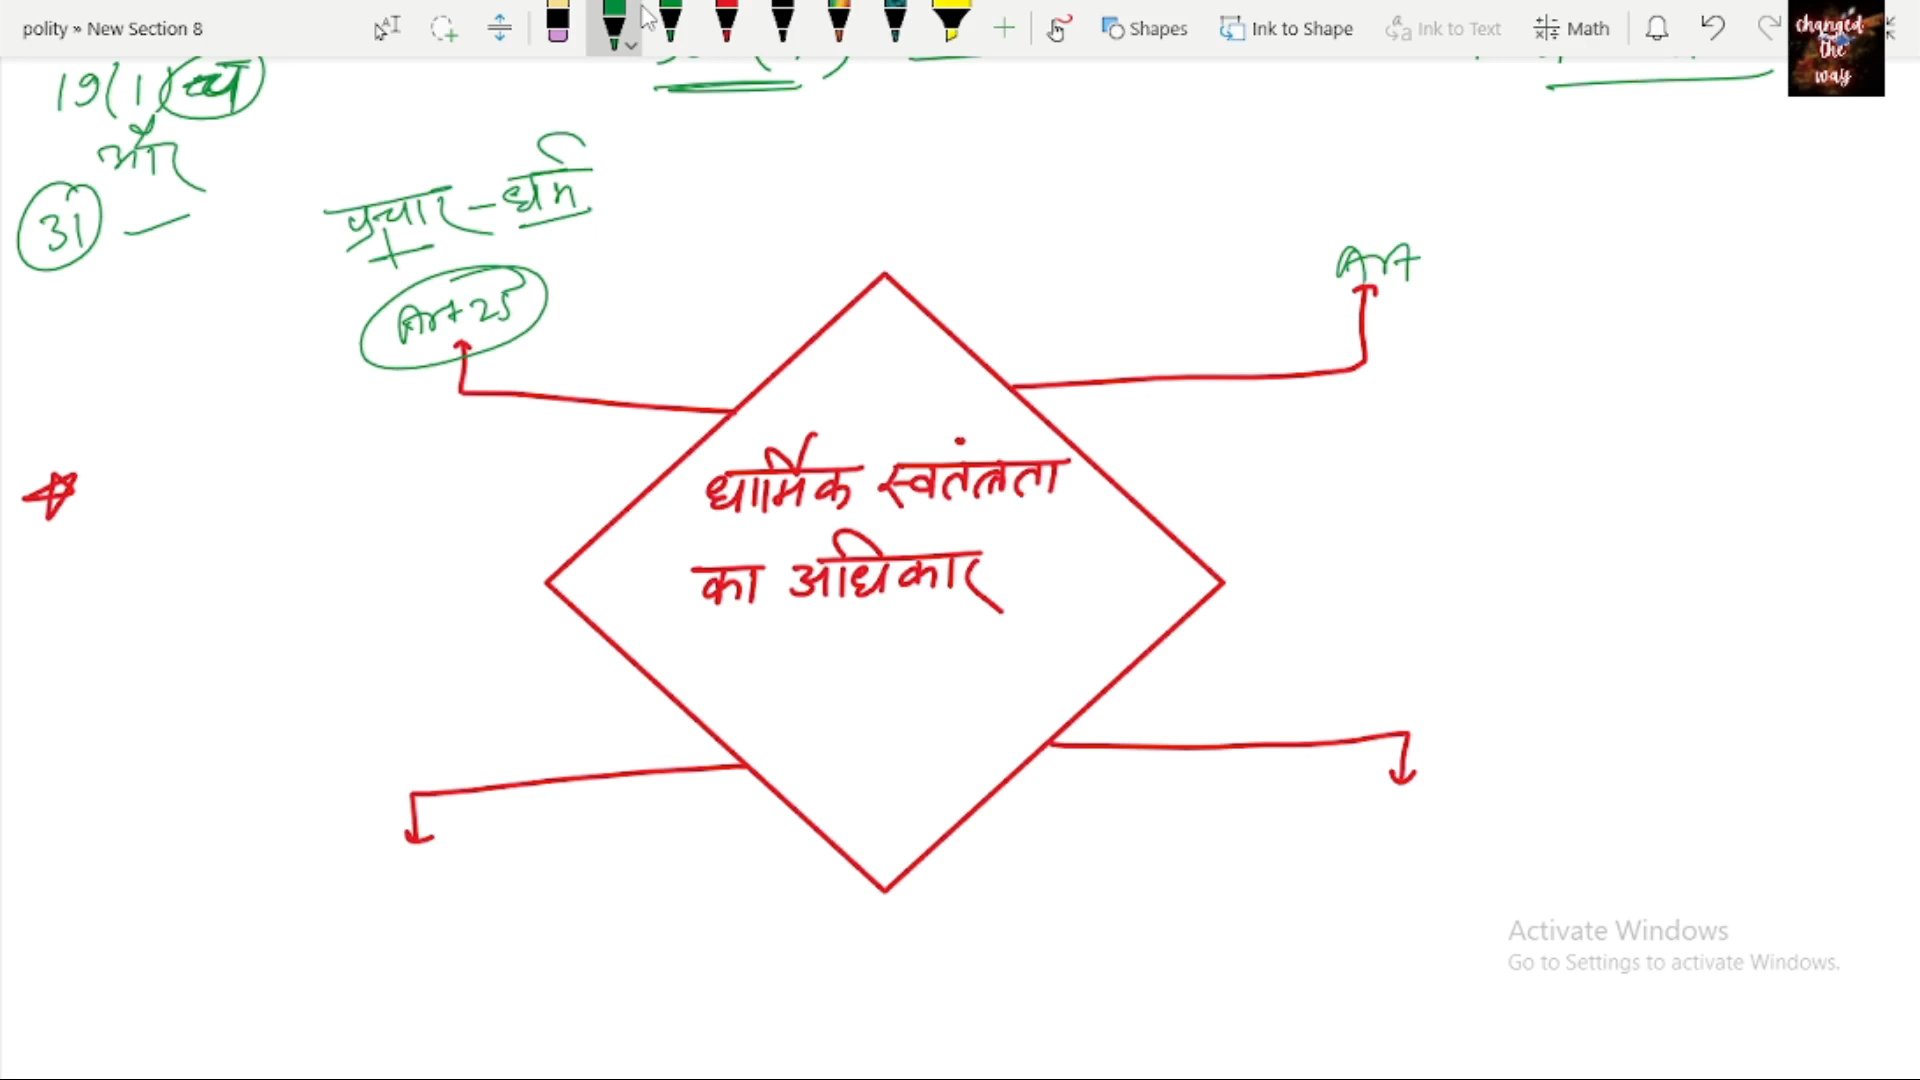 polity » New Section 8
Shapes
Ink to Shape
Ink to Text
Math
changed
the
way
19(1)
और
31
प्रचार - धर्म
Art 25
Art
धार्मिक स्वतंत्रता
का अधिकार
Activate Windows
Go to Settings to activate Windows.